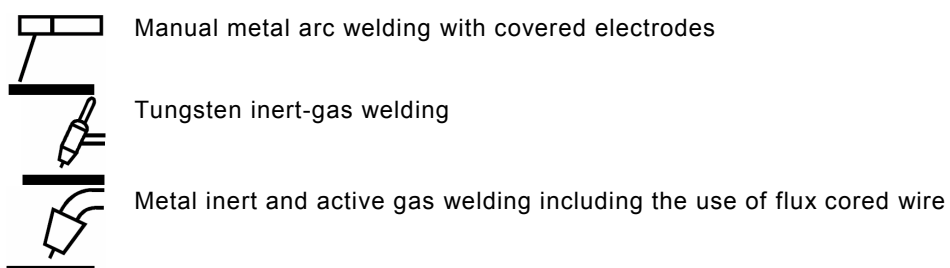 Manual metal arc welding with covered electrodes
Tungsten inert-gas welding
Metal inert and active gas welding including the use of flux cored wire